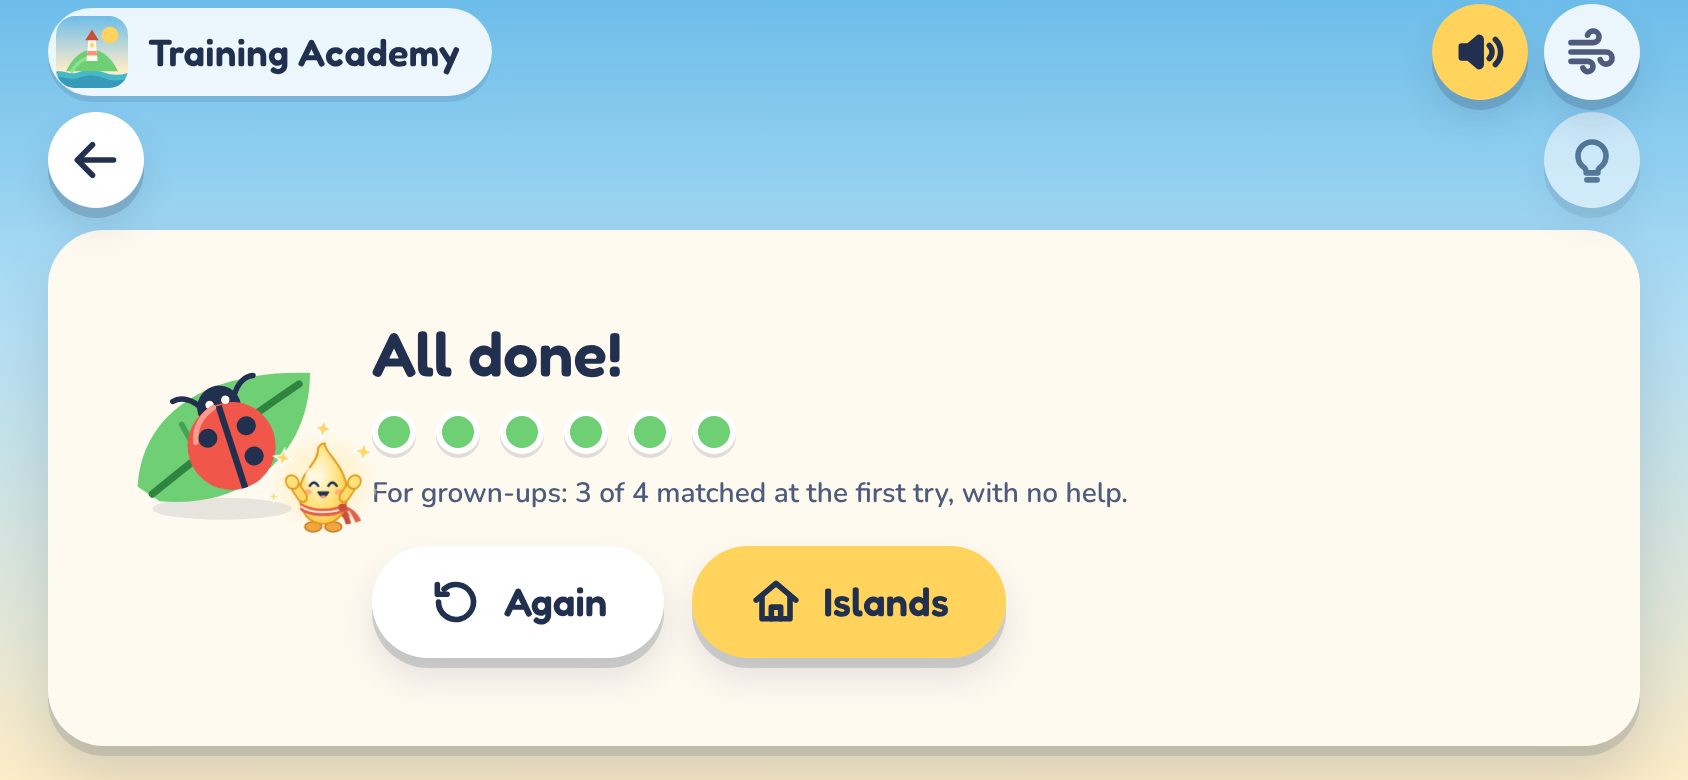 Training Academy
All done!
For grown-ups: 3 of 4 matched at the first try, with no help.
Again
Islands